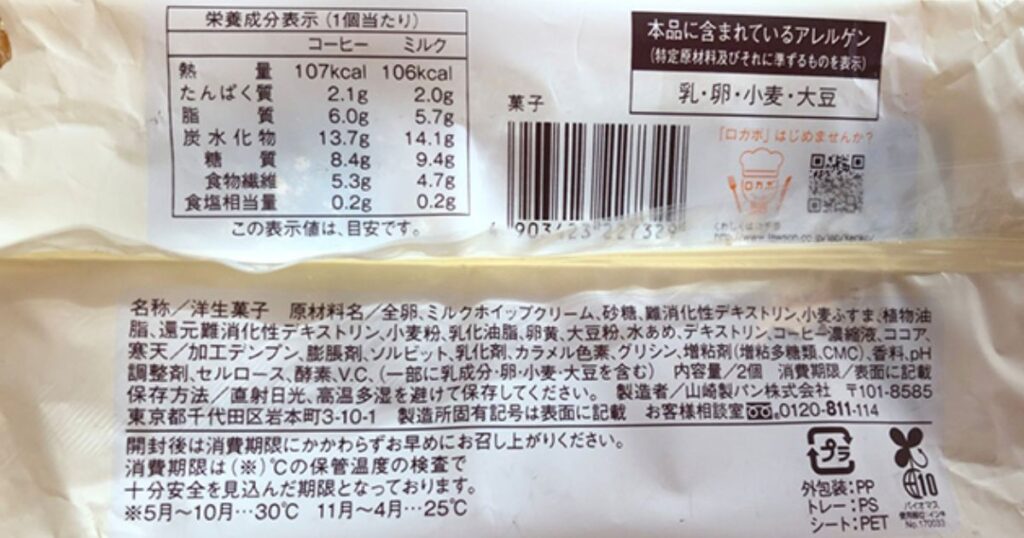 栄養成分表示（1個当たり）
コーヒー ミルク
熱量 107kcal 106kcal
たんぱく質 2.1g 2.0g
脂質 6.0g 5.7g
炭水化物 13.7g 14.1g
糖質 8.4g 9.4g
食物繊維 5.3g 4.7g
食塩相当量 0.2g 0.2g
この表示値は、目安です。
菓子
4 903423 227329
本品に含まれているアレルゲン
(特定原材料及びそれに準ずるものを表示)
乳・卵・小麦・大豆
「ロカボ」はじめませんか？
ロカボ
名称／洋生菓子 原材料名／全卵、ミルクホイップクリーム、砂糖、難消化性デキストリン、小麦ふすま、植物油
脂、還元難消化性デキストリン、小麦粉、乳化油脂、卵黄、大豆粉、水あめ、デキストリン、コーヒー濃縮液、ココア、
寒天／加工デンプン、膨脹剤、ソルビット、乳化剤、カラメル色素、グリシン、増粘剤(増粘多糖類、CMC)、香料、pH
調整剤、セルロース、酵素、V.C、(一部に乳成分・卵・小麦・大豆を含む) 内容量／2個 消費期限／表面に記載
保存方法／直射日光、高温多湿を避けて保存してください。 製造者／山崎製パン株式会社 〒101-8585
東京都千代田区岩本町3-10-1 製造所固有記号は表面に記載 お客様相談室 0120-811-114
開封後は消費期限にかかわらずお早めにお召し上がりください。
消費期限は(※)℃の保管温度の検査で
十分安全を見込んだ期限となっております。
※5月～10月…30℃ 11月～4月…25℃
プラ
外包装：PP
トレー：PS
シート：PET
10
バイオマス
No.170033